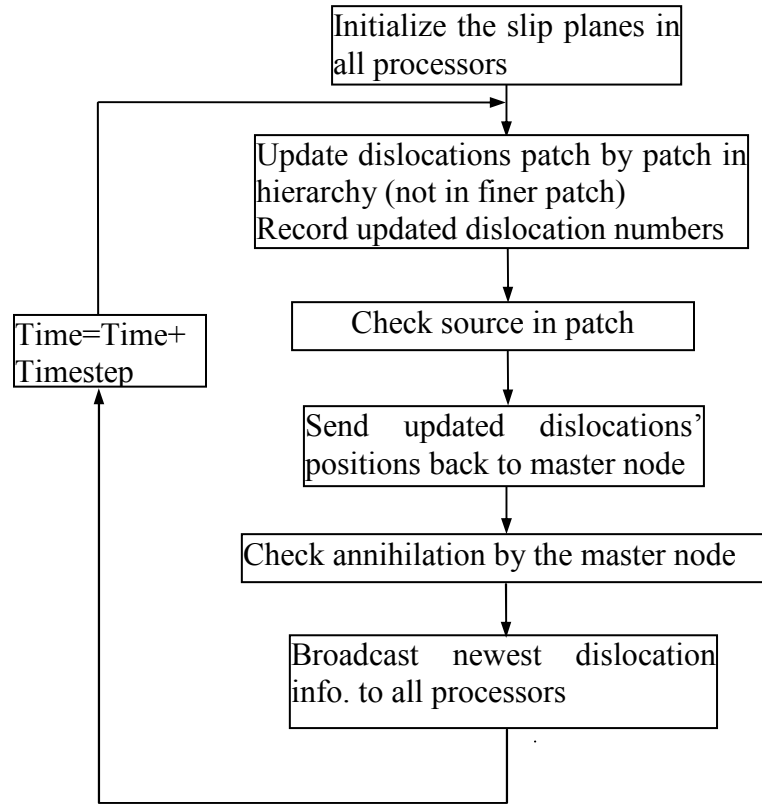 Initialize the slip planes in
all processors
Update dislocations patch by patch in
hierarchy (not in finer patch)
Record updated dislocation numbers
Check source in patch
Time=Time+
Timestep
Send updated dislocations’
positions back to master node
Check annihilation by the master node
Broadcast newest dislocation
info. to all processors